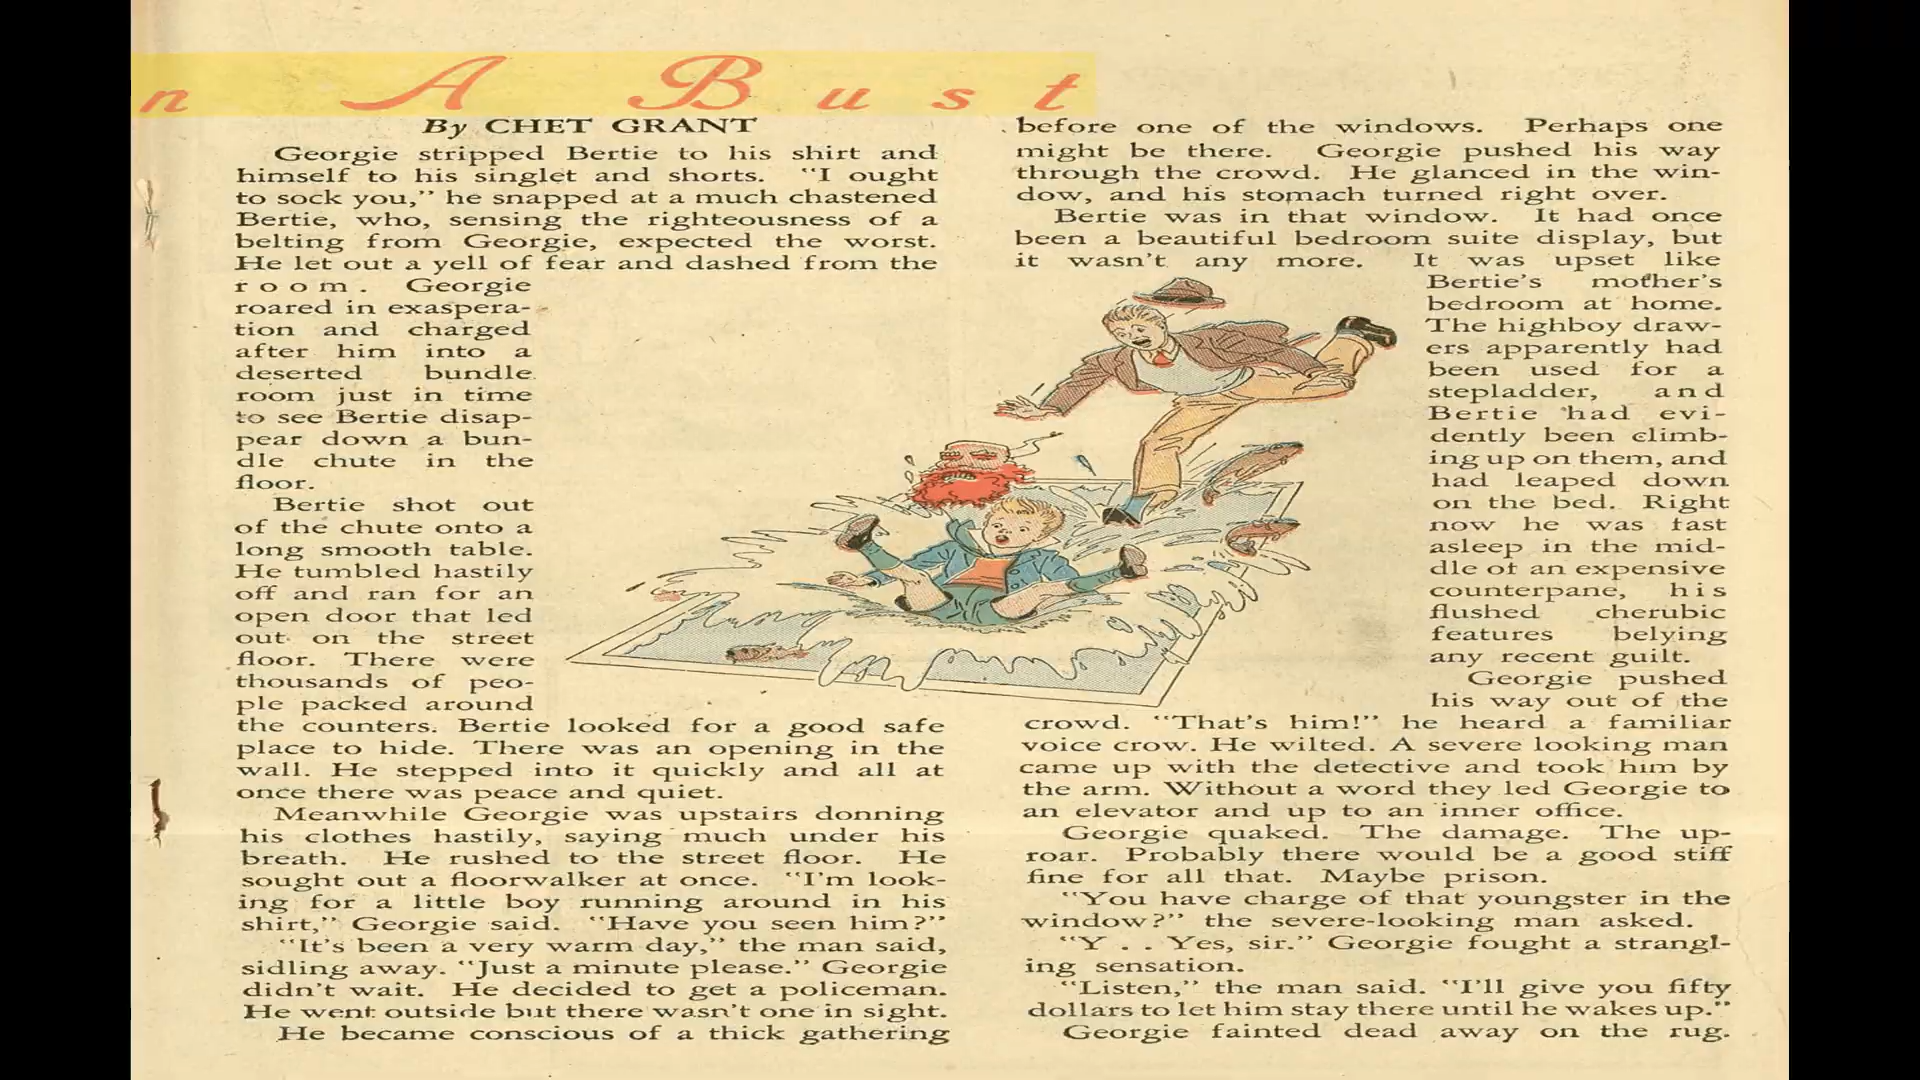 n A Bust
By CHET GRANT
Georgie stripped Bertie to his shirt and
himself to his singlet and shorts. "I ought
to sock you," he snapped at a much chastened
Bertie, who, sensing the righteousness of a
belting from Georgie, expected the worst.
He let out a yell of fear and dashed from the
room. Georgie
roared in exaspera-
tion and charged
after him into a
deserted bundle
room just in time
to see Bertie disap-
pear down a bun-
dle chute in the
floor.
Bertie shot out
of the chute onto a
long smooth table.
He tumbled hastily
off and ran for an
open door that led
out on the street
floor. There were
thousands of peo-
ple packed around
the counters. Bertie looked for a good safe
place to hide. There was an opening in the
wall. He stepped into it quickly and all at
once there was peace and quiet.
Meanwhile Georgie was upstairs donning
his clothes hastily, saying much under his
breath. He rushed to the street floor. He
sought out a floorwalker at once. "I'm look-
ing for a little boy running around in his
shirt," Georgie said. "Have you seen him?"
"It's been a very warm day," the man said,
sidling away. "Just a minute please." Georgie
didn't wait. He decided to get a policeman.
He went outside but there wasn't one in sight.
He became conscious of a thick gathering
before one of the windows. Perhaps one
might be there. Georgie pushed his way
through the crowd. He glanced in the win-
dow, and his stomach turned right over.
Bertie was in that window. It had once
been a beautiful bedroom suite display, but
it wasn't any more. It was upset like
Bertie's mother's
bedroom at home.
The highboy draw-
ers apparently had
been used for a
stepladder, and
Bertie had evi-
dently been climb-
ing up on them, and
had leaped down
on the bed. Right
now he was fast
asleep in the mid-
dle of an expensive
counterpane, his
flushed cherubic
features belying
any recent guilt.
Georgie pushed
his way out of the
crowd. "That's him!" he heard a familiar
voice crow. He wilted. A severe looking man
came up with the detective and took him by
the arm. Without a word they led Georgie to
an elevator and up to an inner office.
Georgie quaked. The damage. The up-
roar. Probably there would be a good stiff
fine for all that. Maybe prison.
"You have charge of that youngster in the
window?" the severe-looking man asked.
"Y . . Yes, sir." Georgie fought a strangl-
ing sensation.
"Listen," the man said. "I'll give you fifty
dollars to let him stay there until he wakes up."
Georgie fainted dead away on the rug.